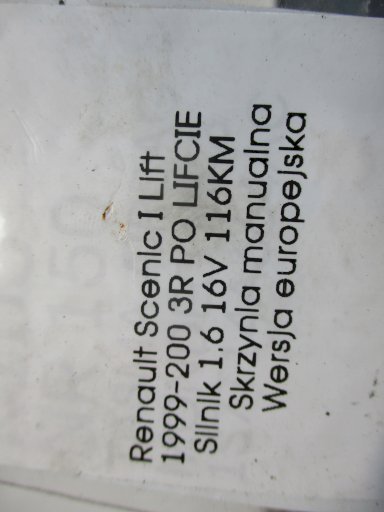 Renault Scenic I Lift
1999-200 3R PO LIFCIE
Silnik 1.6 16V 116KM
Skrzynia manualna
Wersja europejska